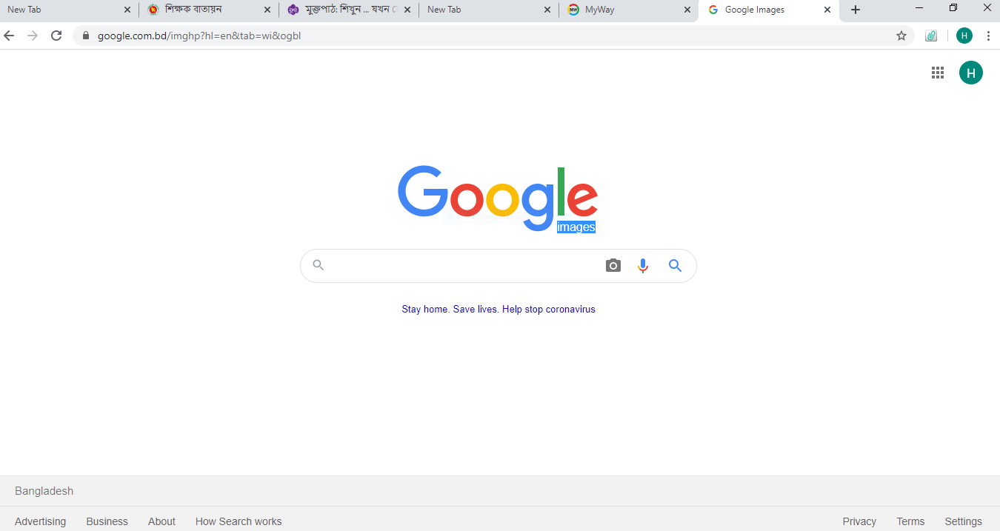 New Tab শিক্ষক বাতায়ন মুক্তপাঠ: শিখুন ... যখন New Tab MyWay Google Images
google.com.bd/imghp?hl=en&tab=wi&ogbl H
H
Google
images
Stay home. Save lives. Help stop coronavirus
Bangladesh
Advertising Business About How Search works Privacy Terms Settings